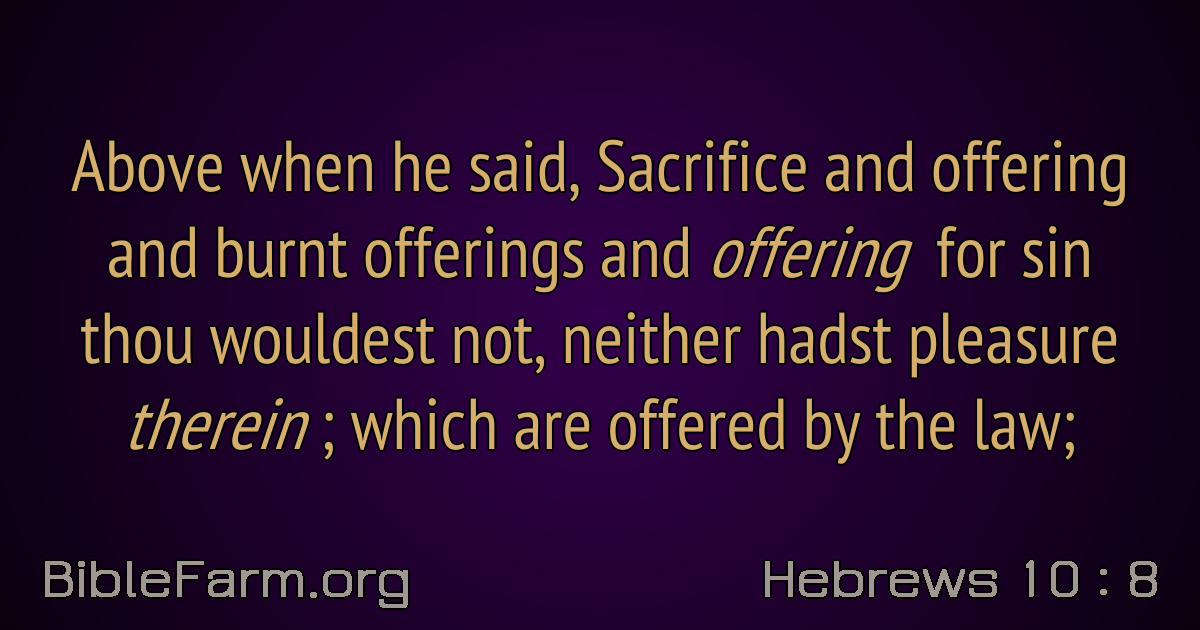 Above when he said, Sacrifice and offering
and burnt offerings and offering for sin
thou wouldest not, neither hadst pleasure
therein ; which are offered by the law;
BibleFarm.org
Hebrews 10 : 8